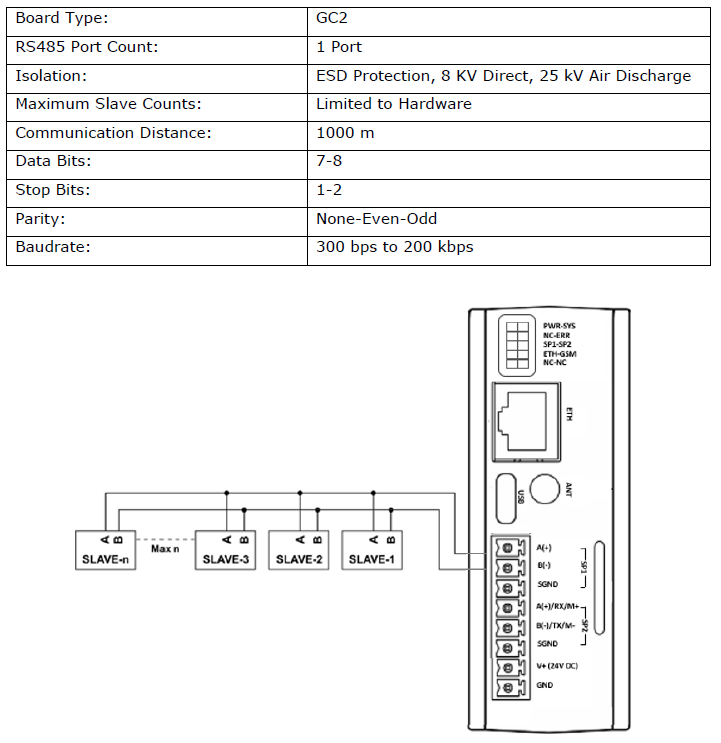 Board Type: GC2
RS485 Port Count: 1 Port
Isolation: ESD Protection, 8 KV Direct, 25 kV Air Discharge
Maximum Slave Counts: Limited to Hardware
Communication Distance: 1000 m
Data Bits: 7-8
Stop Bits: 1-2
Parity: None-Even-Odd
Baudrate: 300 bps to 200 kbps
PWR-SYS
NC-ERR
SP1-SP2
ETH-GSM
NC-NC
ETH
USB
ANT
A B
SLAVE-n
Max n
A B
SLAVE-3
A B
SLAVE-2
A B
SLAVE-1
A(+)
B(-)
SGND
SP1
A(+)/RX/M+
B(-)/TX/M-
SGND
SP2
V+ (24V DC)
GND